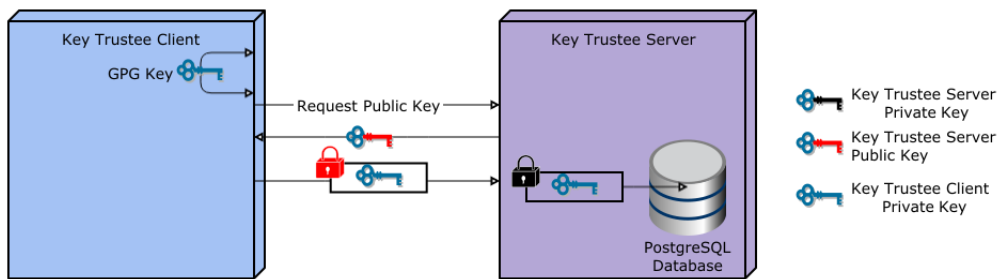 Key Trustee Client
GPG Key
Request Public Key
Key Trustee Server
PostgreSQL
Database
Key Trustee Server
Private Key
Key Trustee Server
Public Key
Key Trustee Client
Private Key